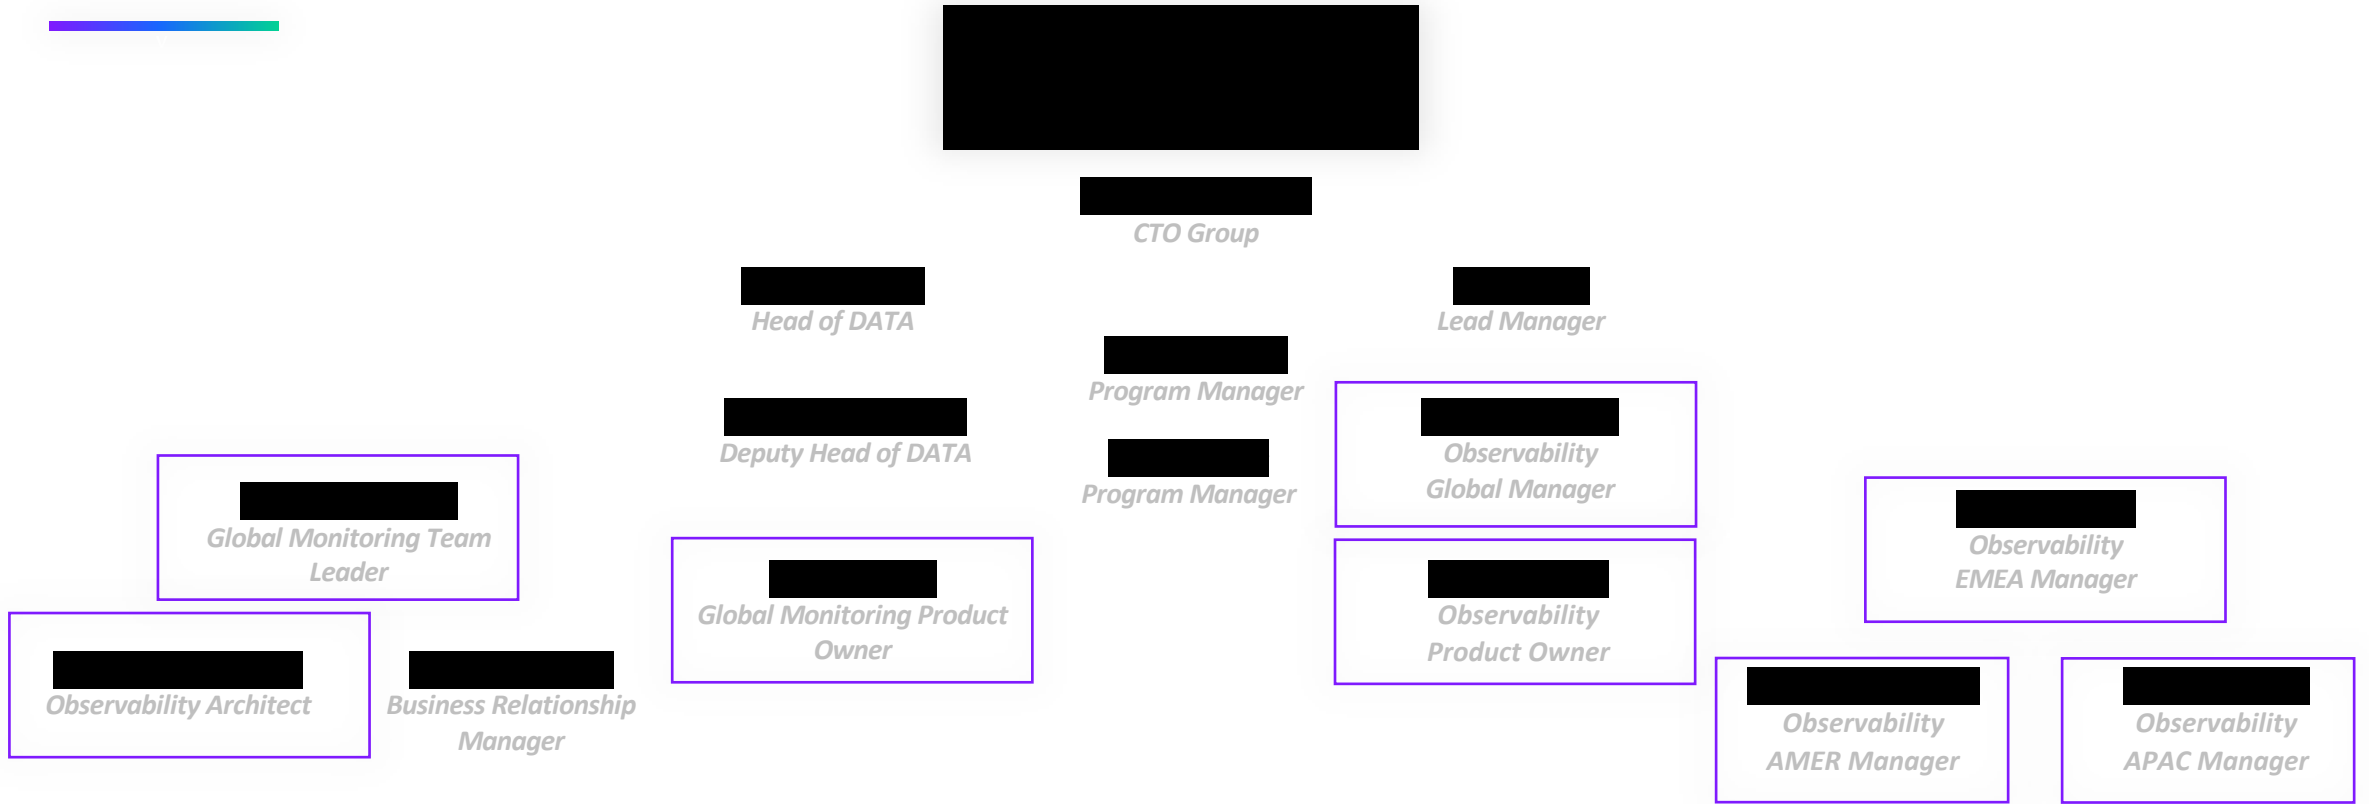 CTO Group
Head of DATA
Lead Manager
Program Manager
Deputy Head of DATA
Program Manager
Observability
Global Manager
Global Monitoring Team
Leader
Observability
EMEA Manager
Global Monitoring Product
Owner
Observability
Product Owner
Observability Architect
Business Relationship
Manager
Observability
AMER Manager
Observability
APAC Manager